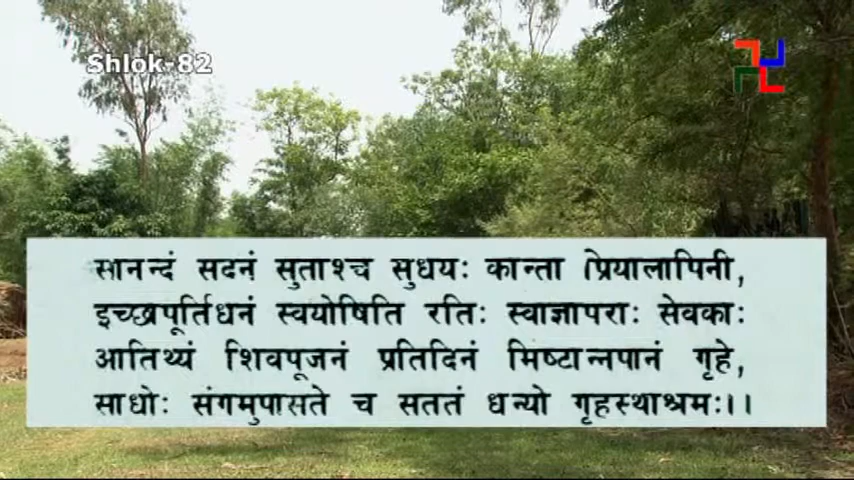 Shlok-82
सानन्दं सदनं सुताश्च सुधयः कान्ता प्रियालापिनी,
इच्छापूर्तिधनं स्वयोषिति रतिः स्वाज्ञापराः सेवकाः
आतिथ्यं शिवपूजनं प्रतिदिनं मिष्टान्नपानं गृहे,
साधोः संगमुपासते च सततं धन्यो गृहस्थाश्रमः।।